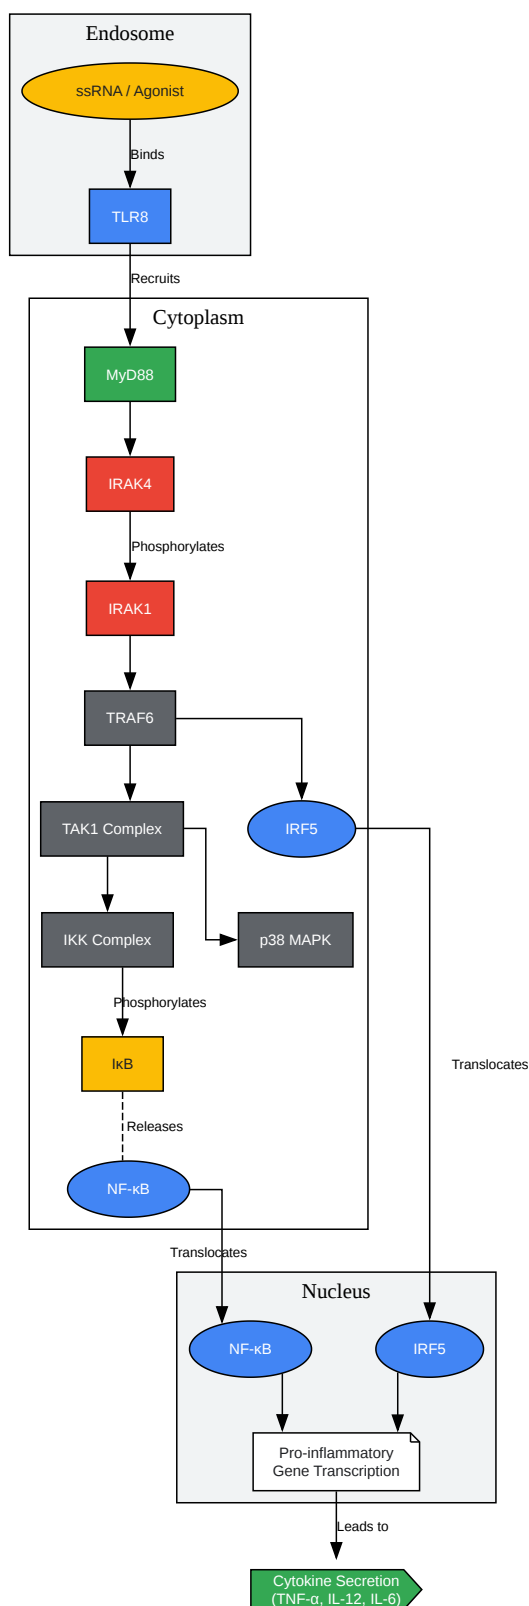 Endosome
ssRNA / Agonist
Binds
TLR8
Recruits
Cytoplasm
MyD88
IRAK4
Phosphorylates
IRAK1
TRAF6
TAK1 Complex
IRF5
IKK Complex
p38 MAPK
Phosphorylates
IκB
Translocates
Releases
NF-κB
Translocates
Nucleus
NF-κB
IRF5
Pro-inflammatory
Gene Transcription
Leads to
Cytokine Secretion
(TNF-α, IL-12, IL-6)